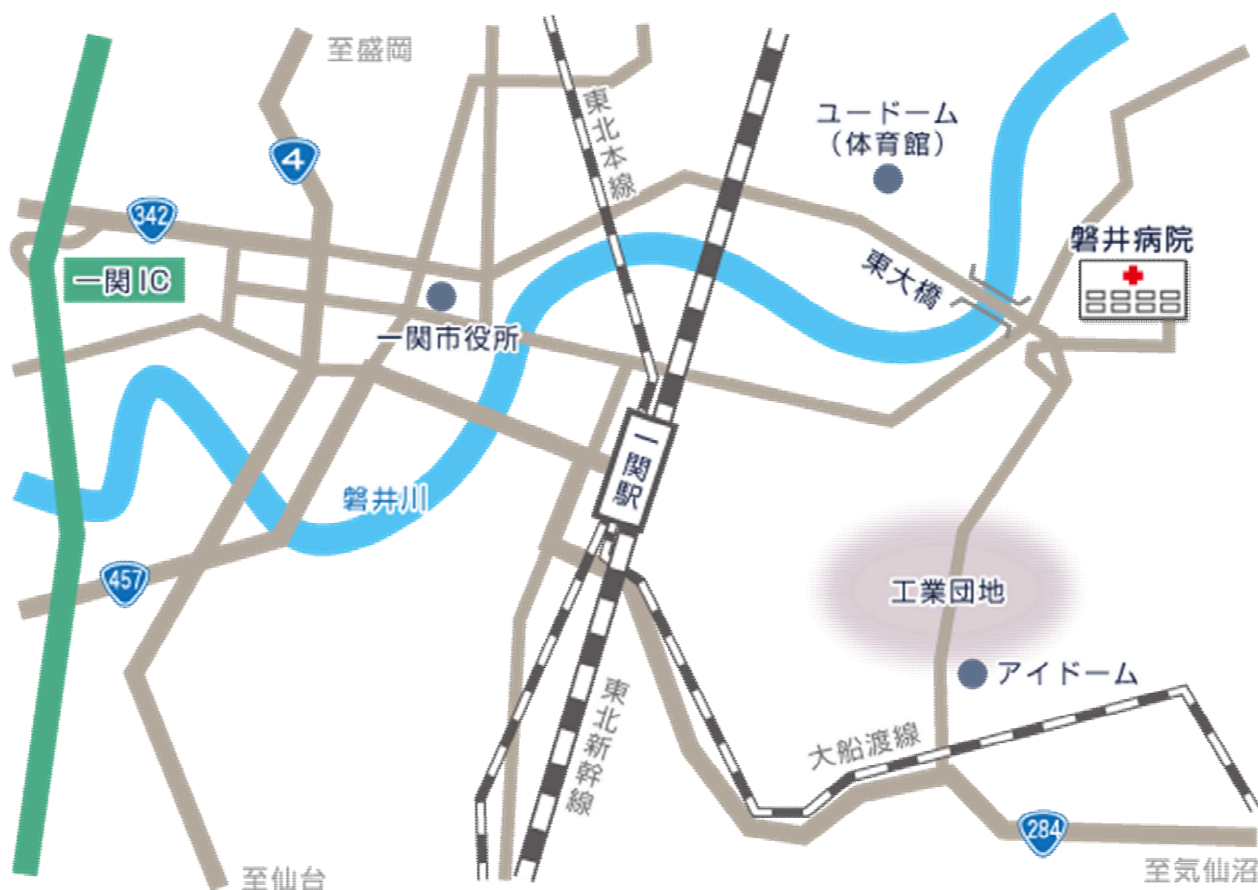 至盛岡
4
東北本線
ユードーム
（体育館）
342
一関IC
磐井病院
東大橋
一関市役所
一関駅
磐井川
457
工業団地
アイドーム
東北新幹線
大船渡線
284
至仙台
至気仙沼